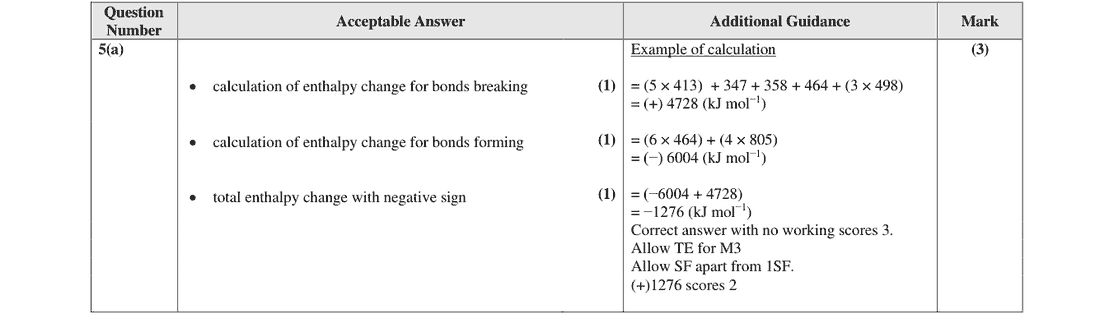 Question Number
Acceptable Answer
Additional Guidance
Mark
5(a)
Example of calculation
(3)
• calculation of enthalpy change for bonds breaking (1)
= (5 × 413) + 347 + 358 + 464 + (3 × 498)
= (+) 4728 (kJ mol⁻¹)
• calculation of enthalpy change for bonds forming (1)
= (6 × 464) + (4 × 805)
= (−) 6004 (kJ mol⁻¹)
• total enthalpy change with negative sign (1)
= (−6004 + 4728)
= −1276 (kJ mol⁻¹)
Correct answer with no working scores 3.
Allow TE for M3
Allow SF apart from 1SF.
(+)1276 scores 2